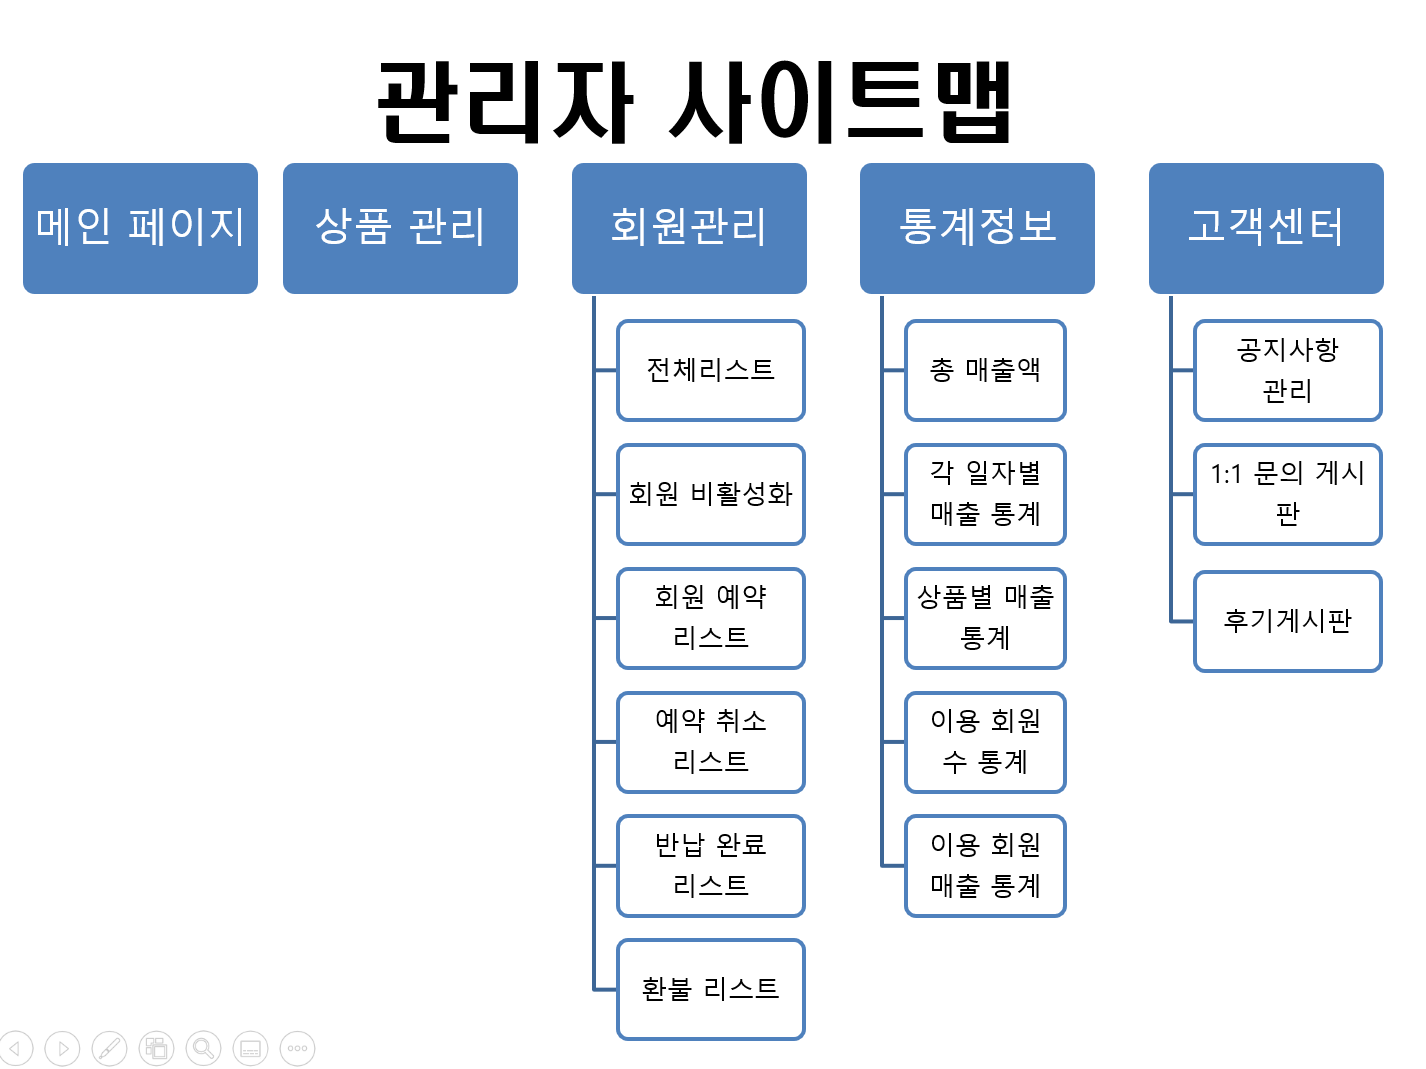 관리자 사이트맵
메인 페이지
상품 관리
회원관리
전체리스트
회원 비활성화
회원 예약
리스트
예약 취소
리스트
반납 완료
리스트
환불 리스트
통계정보
총 매출액
각 일자별
매출 통계
상품별 매출
통계
이용 회원
수 통계
이용 회원
매출 통계
고객센터
공지사항
관리
1:1 문의 게시
판
후기게시판